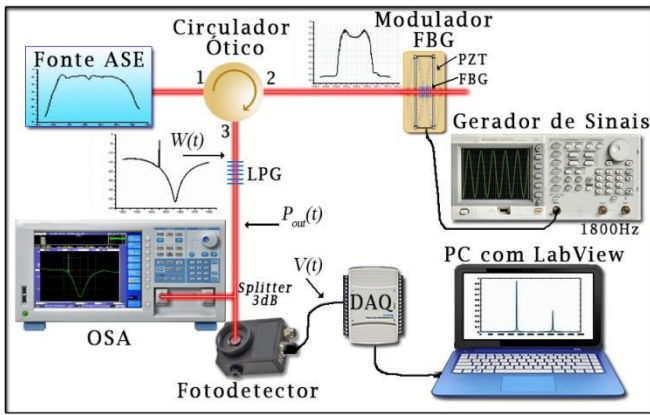 Fonte ASE
Circulador
Ótico
1
2
3
Modulador
FBG
PZT
FBG
Gerador de Sinais
1800Hz
W(t)
LPG
P_out(t)
OSA
Splitter
3dB
V(t)
DAQ
PC com LabView
Fotodetector